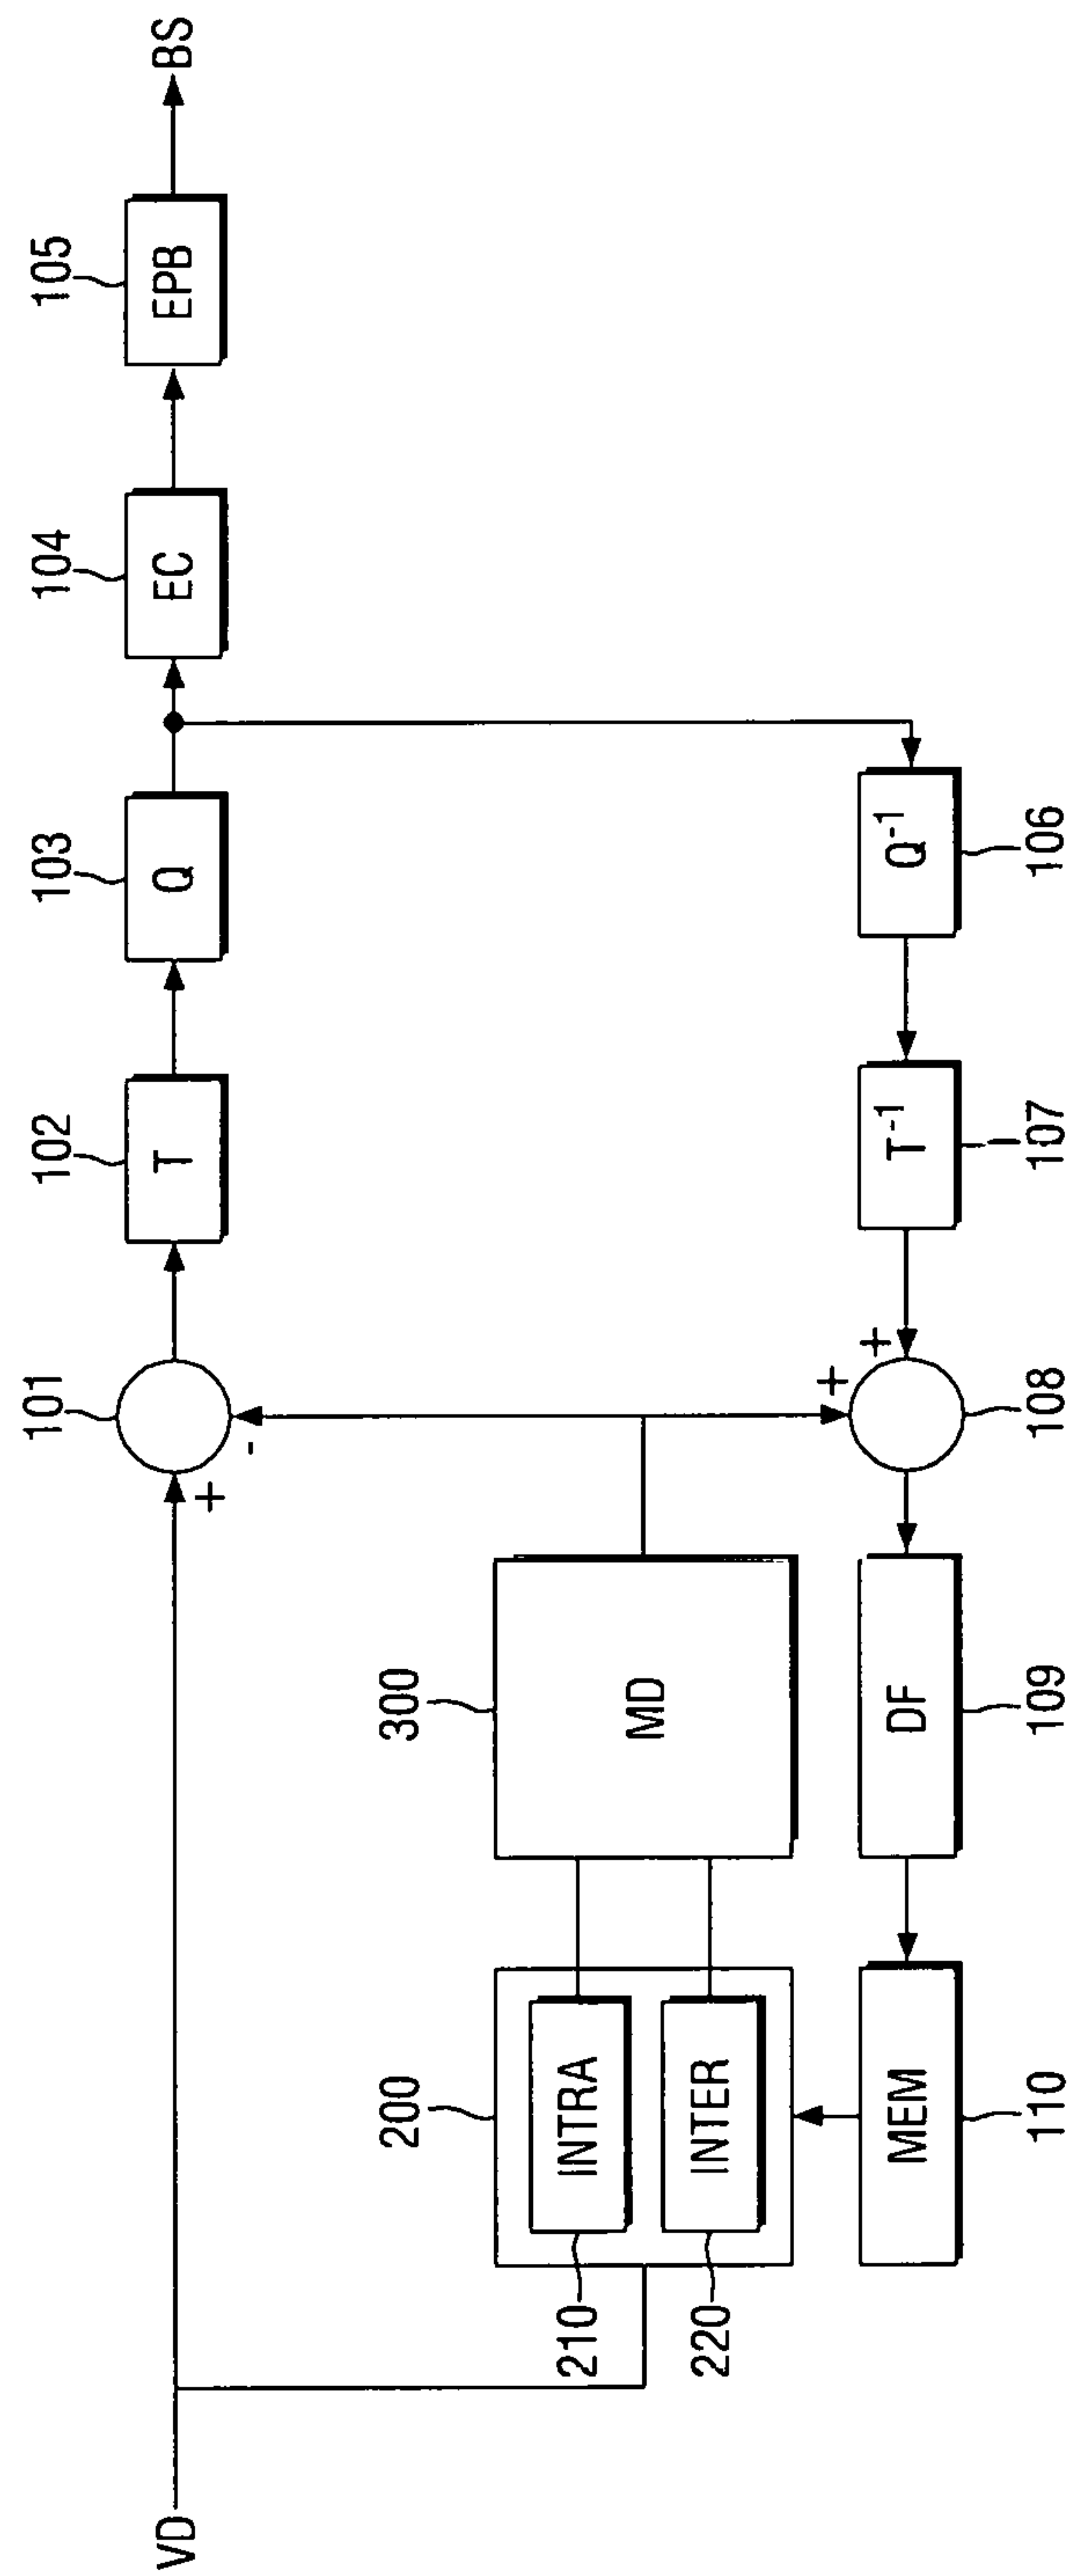 VD
+
-
101
102
T
103
Q
104
EC
105
EPB
BS
200
210
INTRA
220
INTER
300
MD
+
+
108
107
T-1
106
Q-1
109
DF
110
MEM